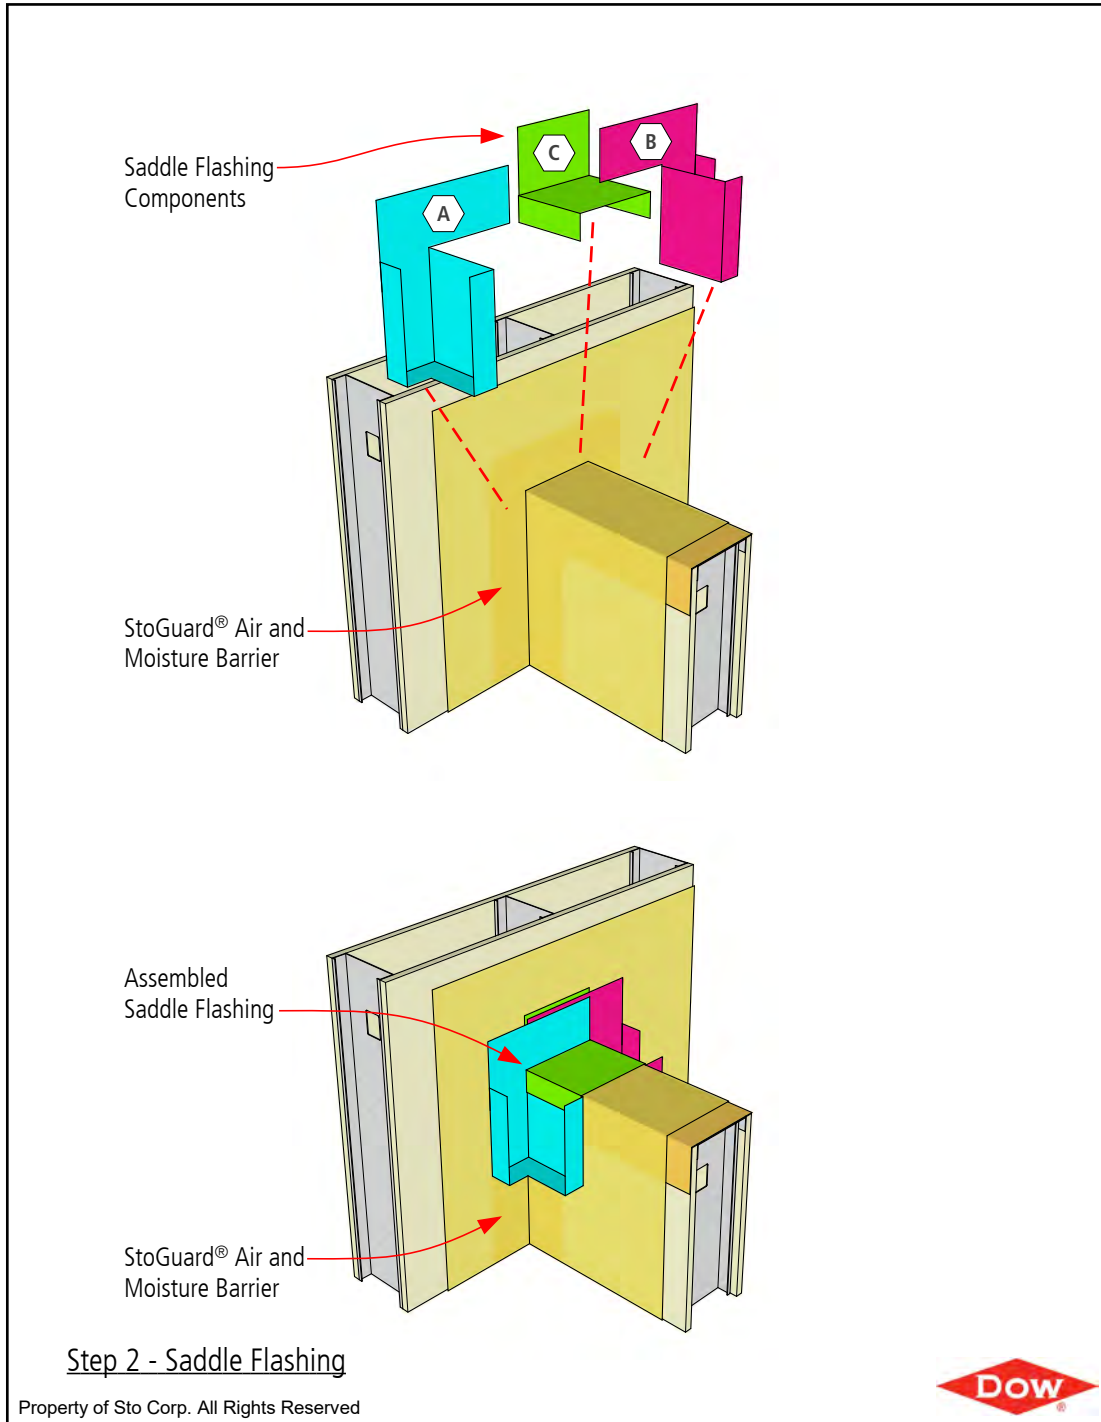 Saddle Flashing
Components
C
B
A
StoGuard® Air and
Moisture Barrier
Assembled
Saddle Flashing
StoGuard® Air and
Moisture Barrier
Step 2 - Saddle Flashing
Property of Sto Corp. All Rights Reserved
DOW
®